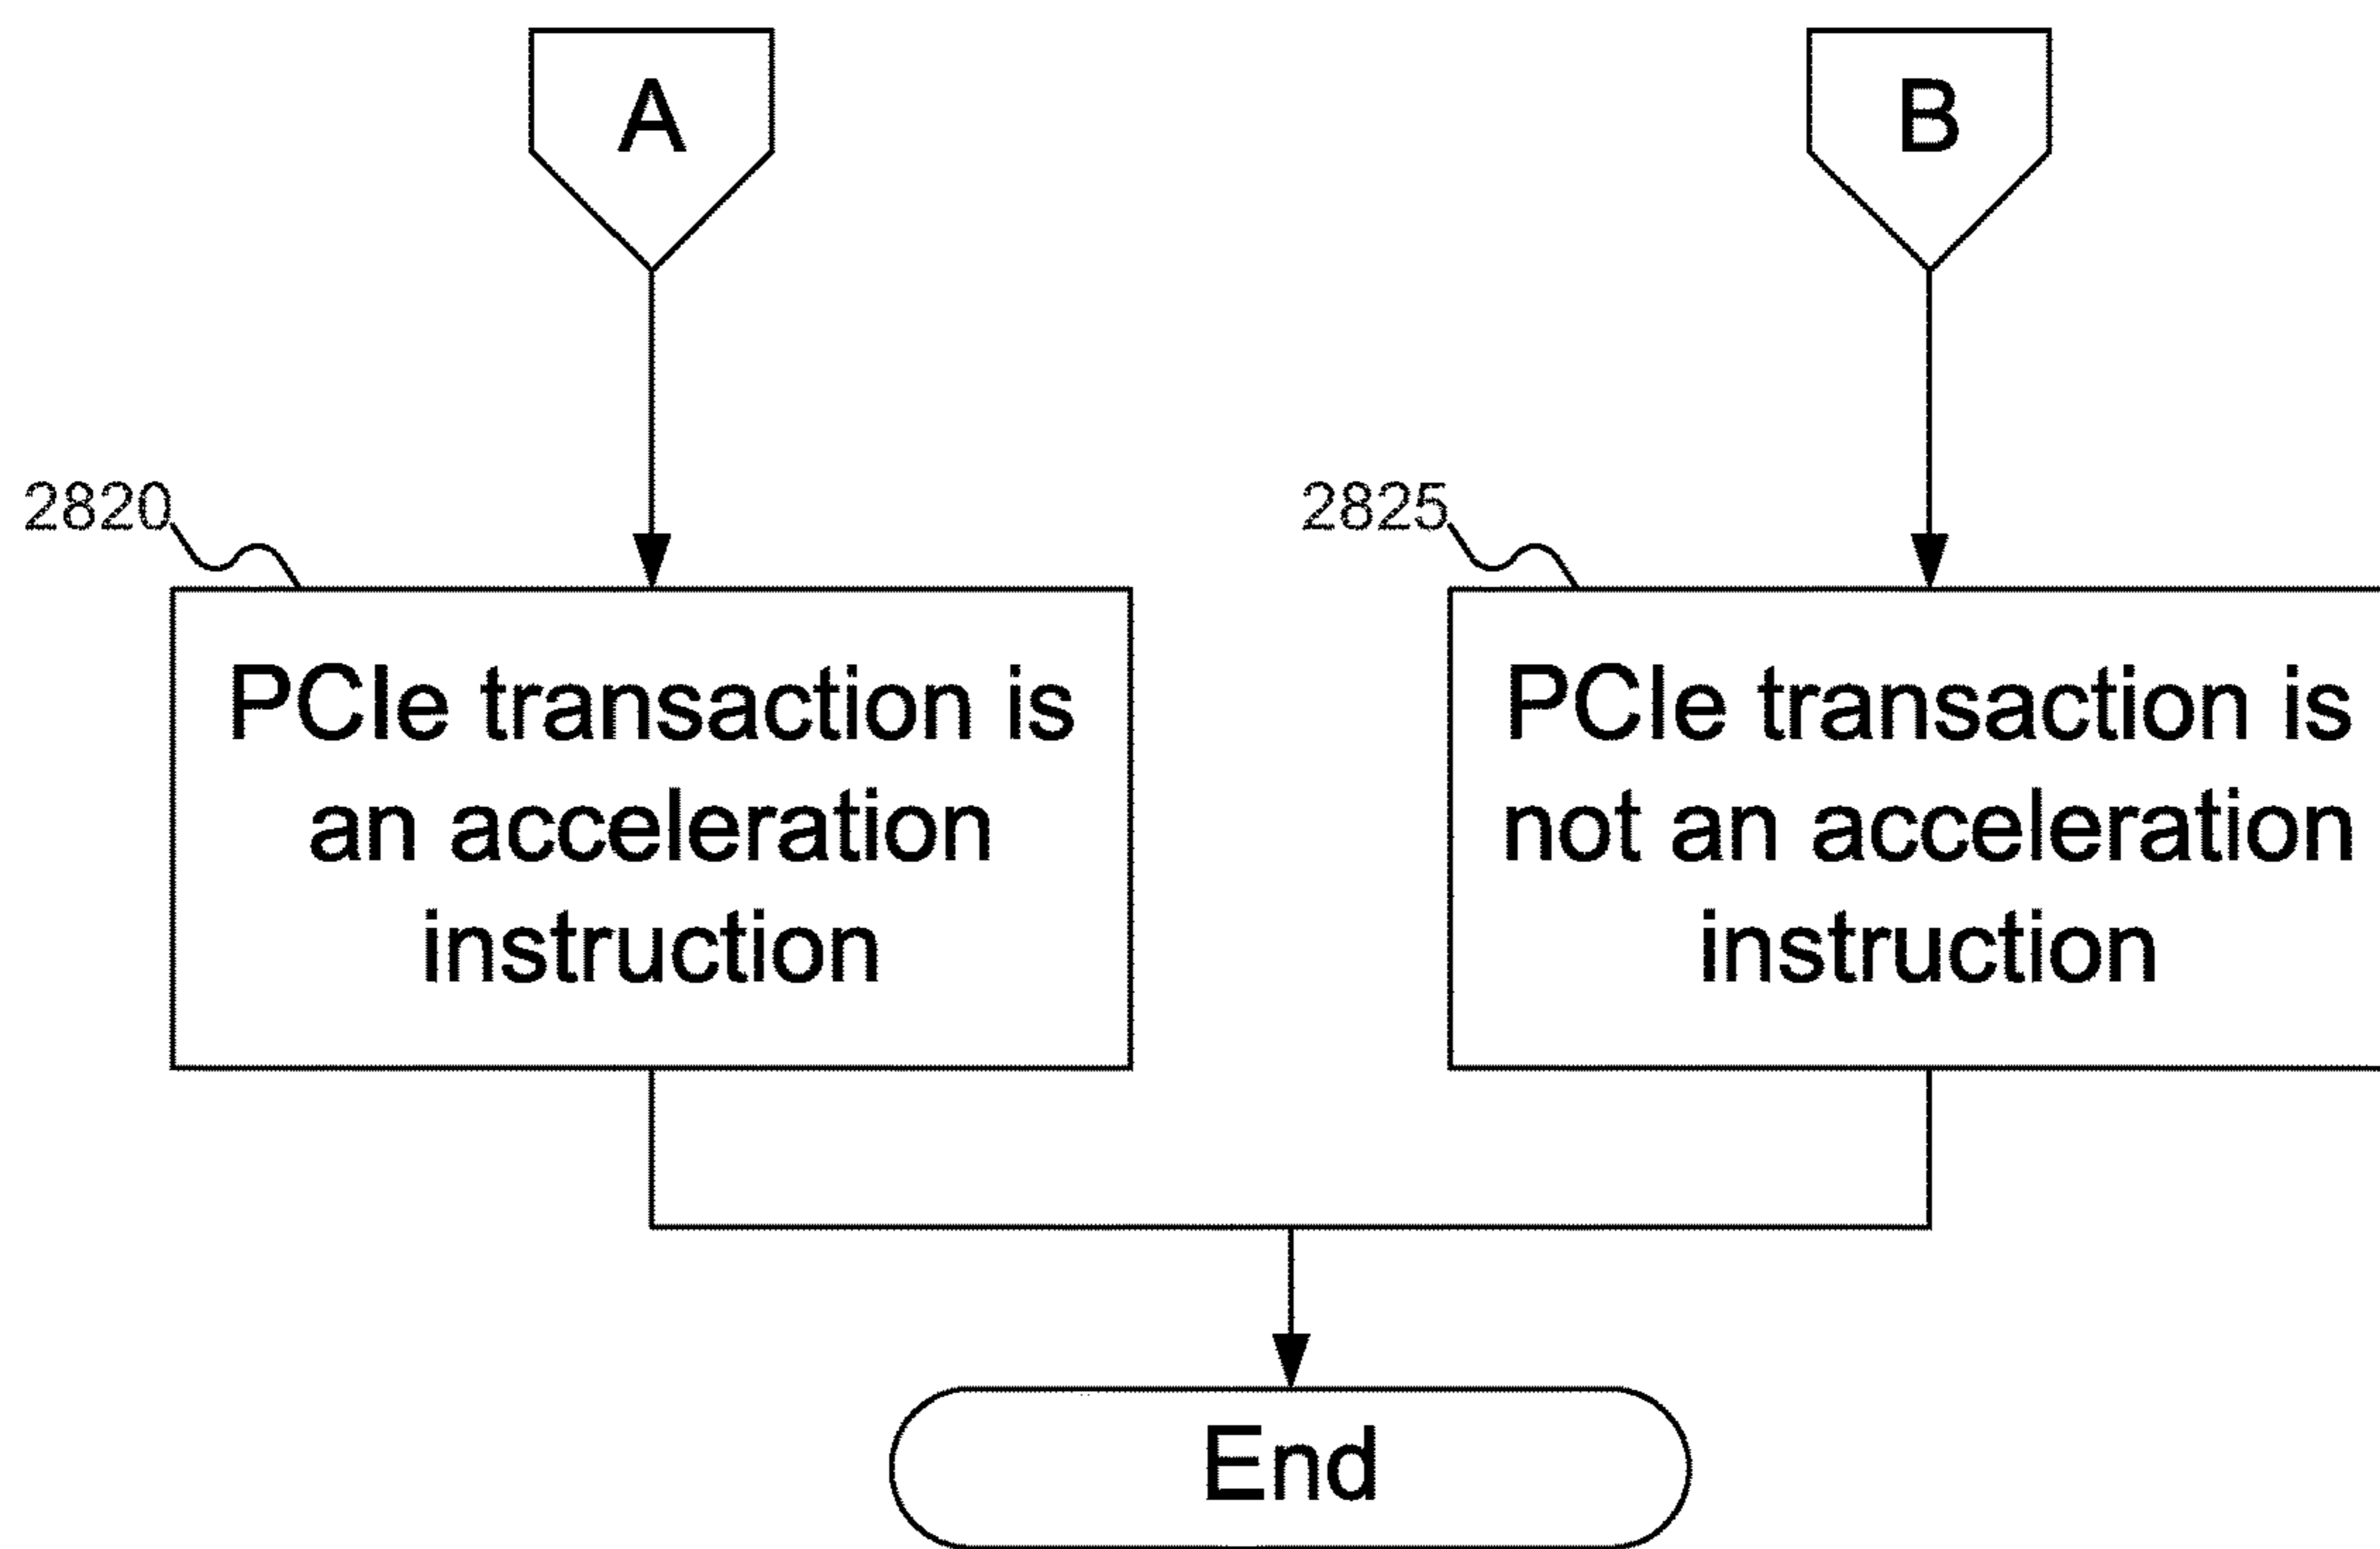 A
B
2820
2825
PCIe transaction is
an acceleration
instruction
PCIe transaction is
not an acceleration
instruction
End